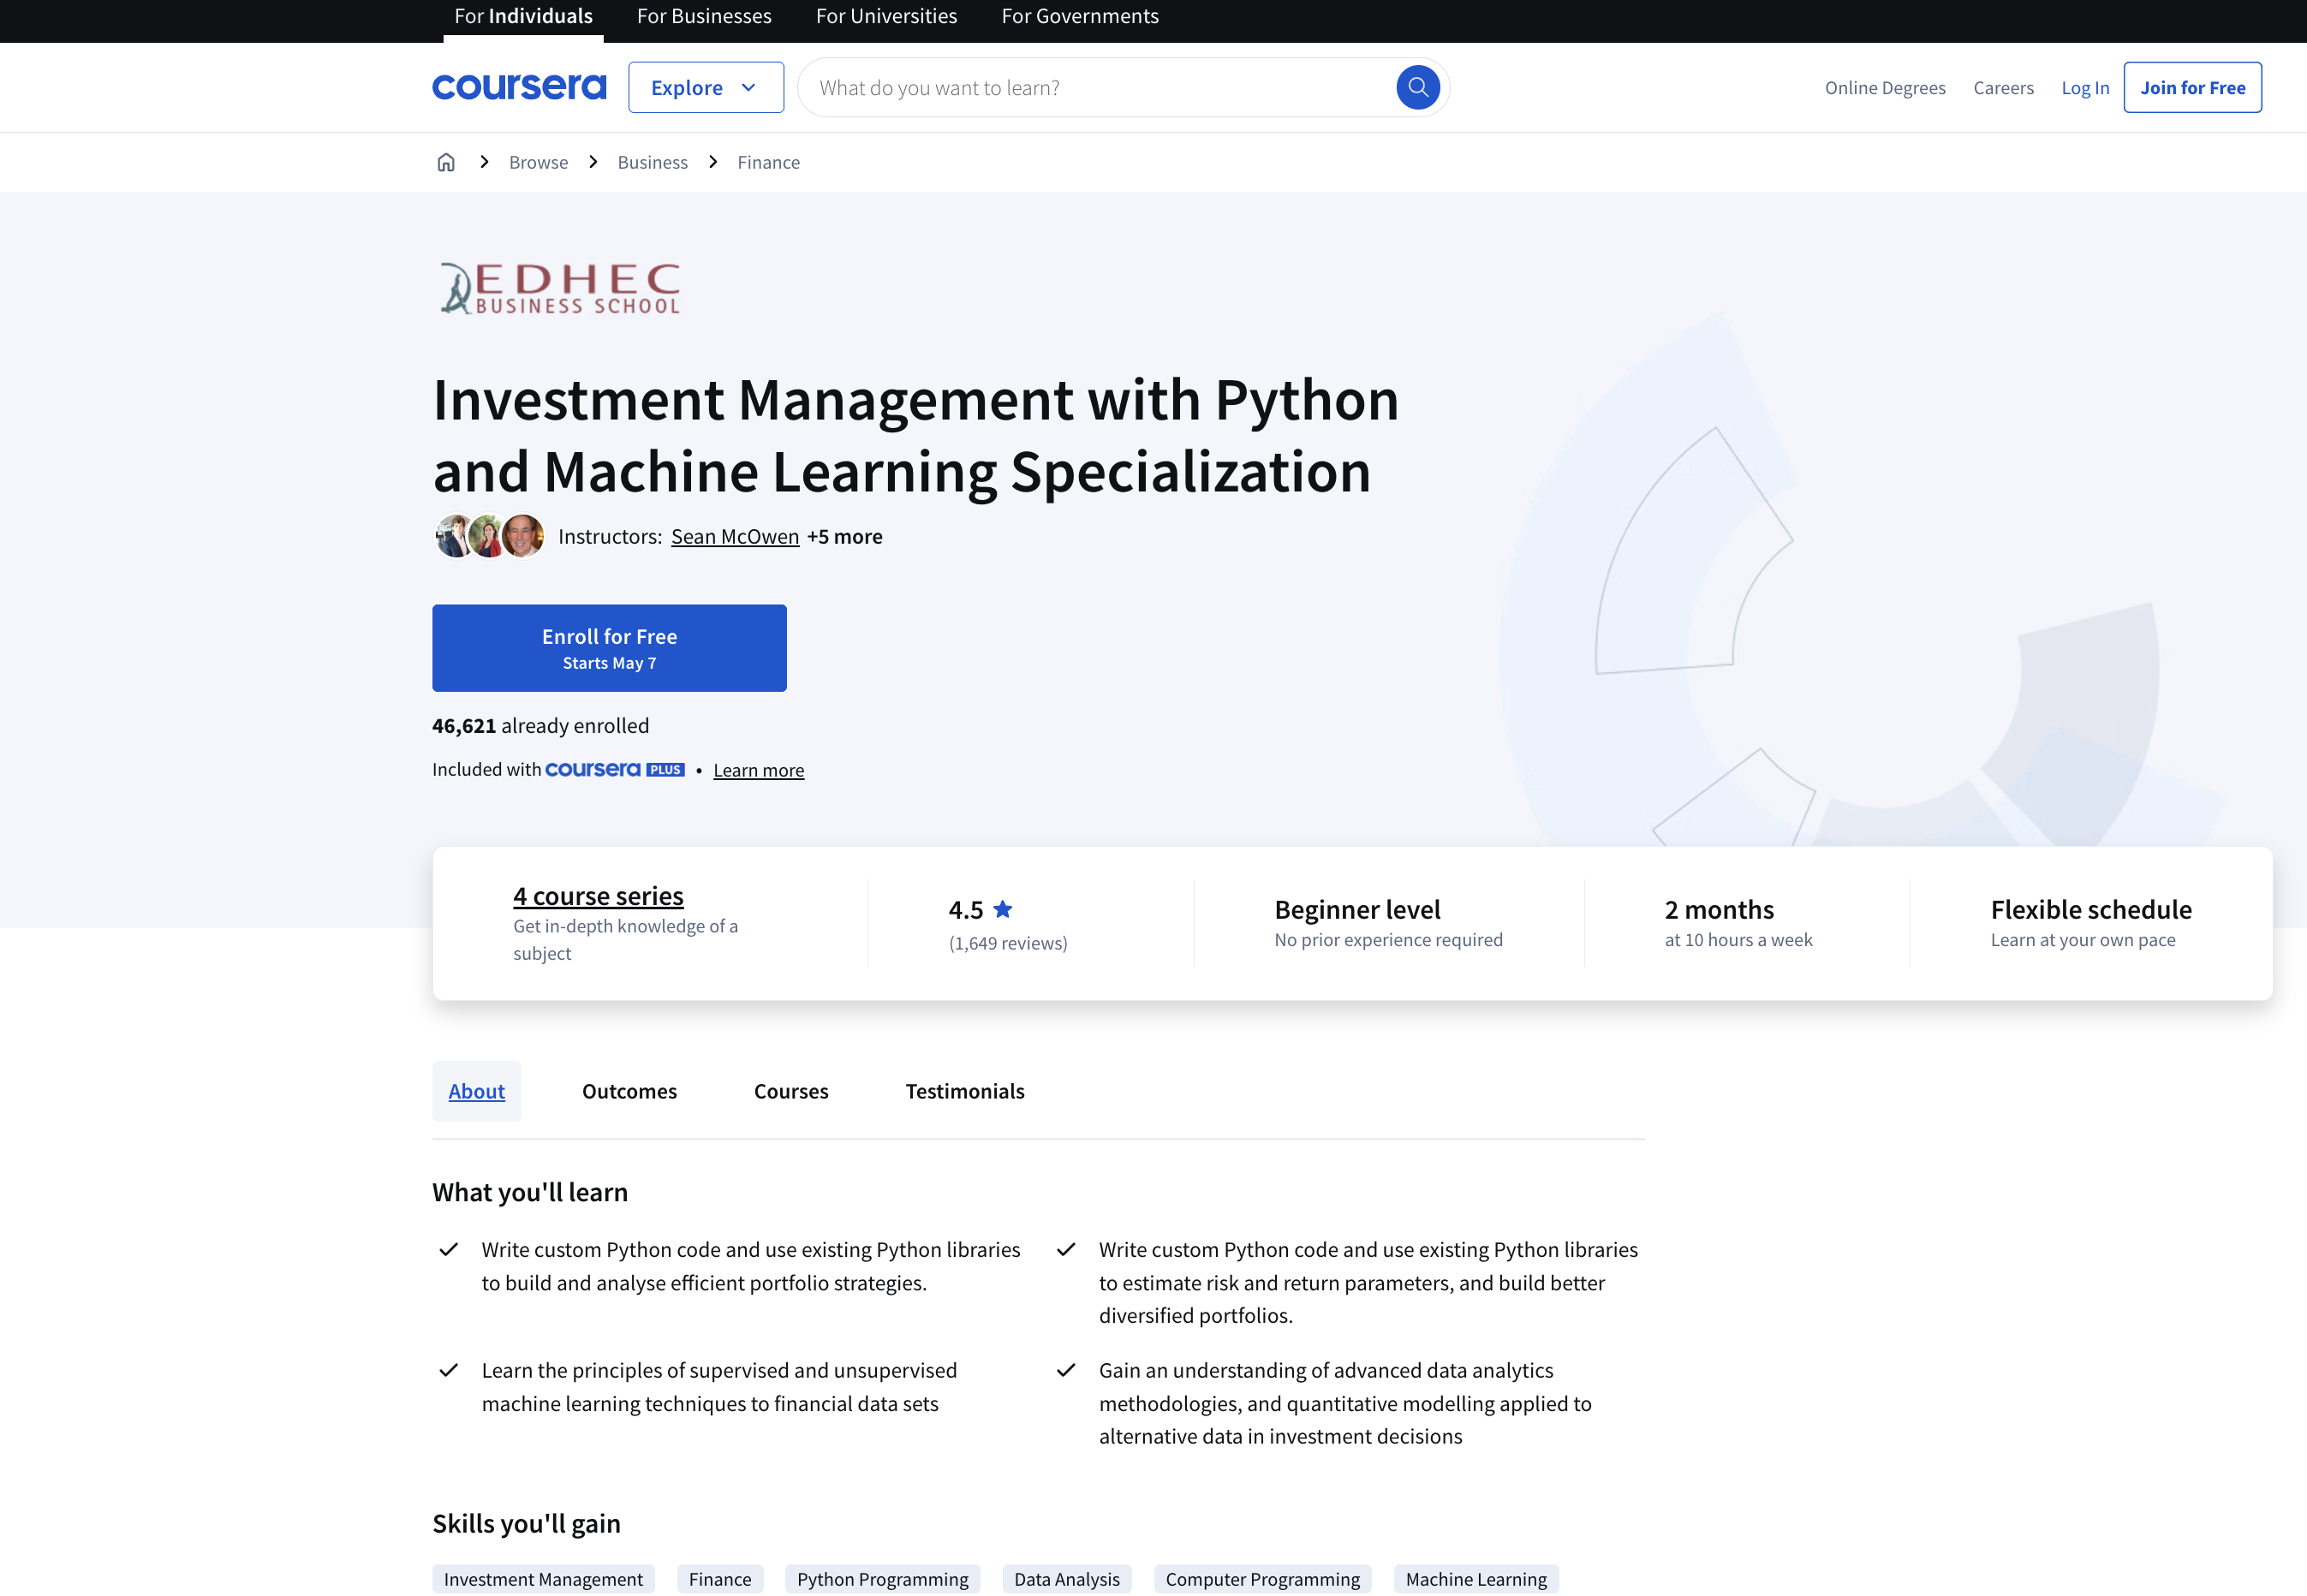 For Individuals For Businesses For Universities For Governments
coursera Explore What do you want to learn? Online Degrees Careers Log In Join for Free
Browse Business Finance
EDHEC
BUSINESS SCHOOL
Investment Management with Python
and Machine Learning Specialization
Instructors: Sean McOwen +5 more
Enroll for Free
Starts May 7
46,621 already enrolled
Included with coursera PLUS • Learn more
4 course series
Get in-depth knowledge of a
subject
4.5
(1,649 reviews)
Beginner level
No prior experience required
2 months
at 10 hours a week
Flexible schedule
Learn at your own pace
About Outcomes Courses Testimonials
What you'll learn
Write custom Python code and use existing Python libraries
to build and analyse efficient portfolio strategies.
Write custom Python code and use existing Python libraries
to estimate risk and return parameters, and build better
diversified portfolios.
Learn the principles of supervised and unsupervised
machine learning techniques to financial data sets
Gain an understanding of advanced data analytics
methodologies, and quantitative modelling applied to
alternative data in investment decisions
Skills you'll gain
Investment Management Finance Python Programming Data Analysis Computer Programming Machine Learning